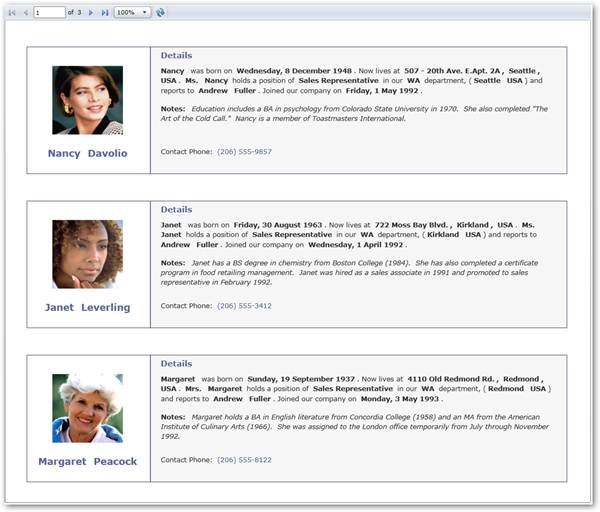 1 of 3 100%
Details
Nancy was born on Wednesday, 8 December 1948 . Now lives at 507 - 20th Ave. E.Apt. 2A , Seattle ,
USA . Ms. Nancy holds a position of Sales Representative in our WA department, ( Seattle USA ) and
reports to Andrew Fuller . Joined our company on Friday, 1 May 1992 .
Notes: Education includes a BA in psychology from Colorado State University in 1970. She also completed "The
Art of the Cold Call." Nancy is a member of Toastmasters International.
Nancy Davolio
Contact Phone: (206) 555-9857
Details
Janet was born on Friday, 30 August 1963 . Now lives at 722 Moss Bay Blvd. , Kirkland , USA . Ms.
Janet holds a position of Sales Representative in our WA department, ( Kirkland USA ) and reports to
Andrew Fuller . Joined our company on Wednesday, 1 April 1992 .
Notes: Janet has a BS degree in chemistry from Boston College (1984). She has also completed a certificate
program in food retailing management. Janet was hired as a sales associate in 1991 and promoted to sales
representative in February 1992.
Janet Leverling
Contact Phone: (206) 555-3412
Details
Margaret was born on Sunday, 19 September 1937 . Now lives at 4110 Old Redmond Rd. , Redmond ,
USA . Mrs. Margaret holds a position of Sales Representative in our WA department, ( Redmond USA )
and reports to Andrew Fuller . Joined our company on Monday, 3 May 1993 .
Notes: Margaret holds a BA in English literature from Concordia College (1958) and an MA from the American
Institute of Culinary Arts (1966). She was assigned to the London office temporarily from July through November
1992.
Margaret Peacock
Contact Phone: (206) 555-8122